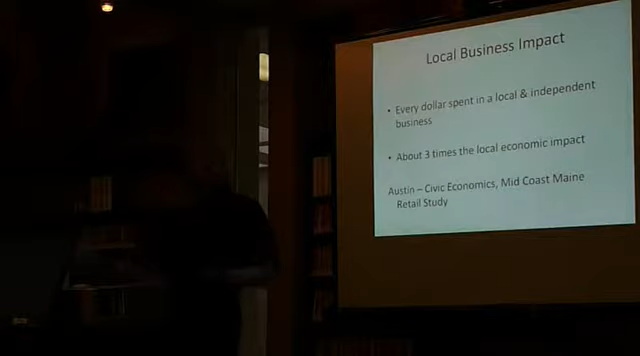 Local Business Impact
• Every dollar spent in a local & independent
business
• About 3 times the local economic impact
Austin – Civic Economics, Mid Coast Maine
Retail Study